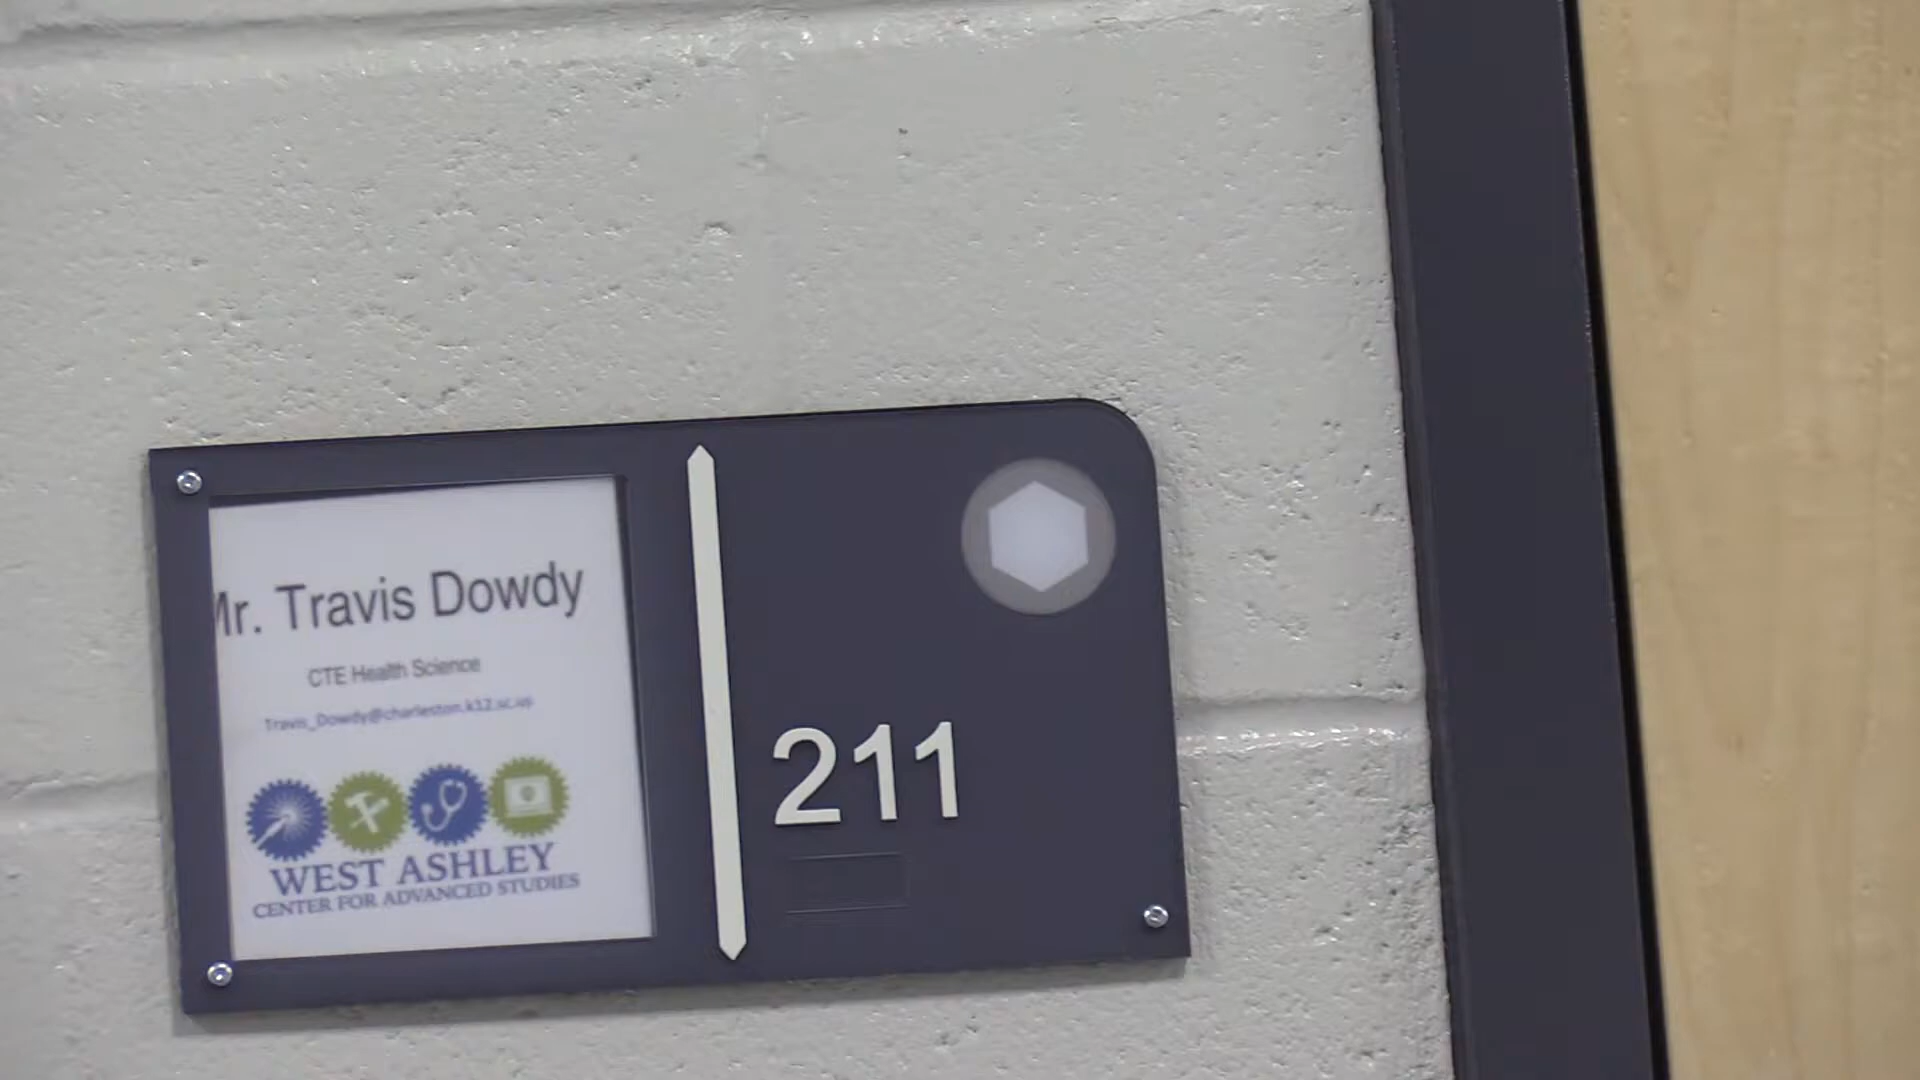 Mr. Travis Dowdy
CTE Health Science
Travis_Dowdy@charleston.k12.sc.us
WEST ASHLEY
CENTER FOR ADVANCED STUDIES
211